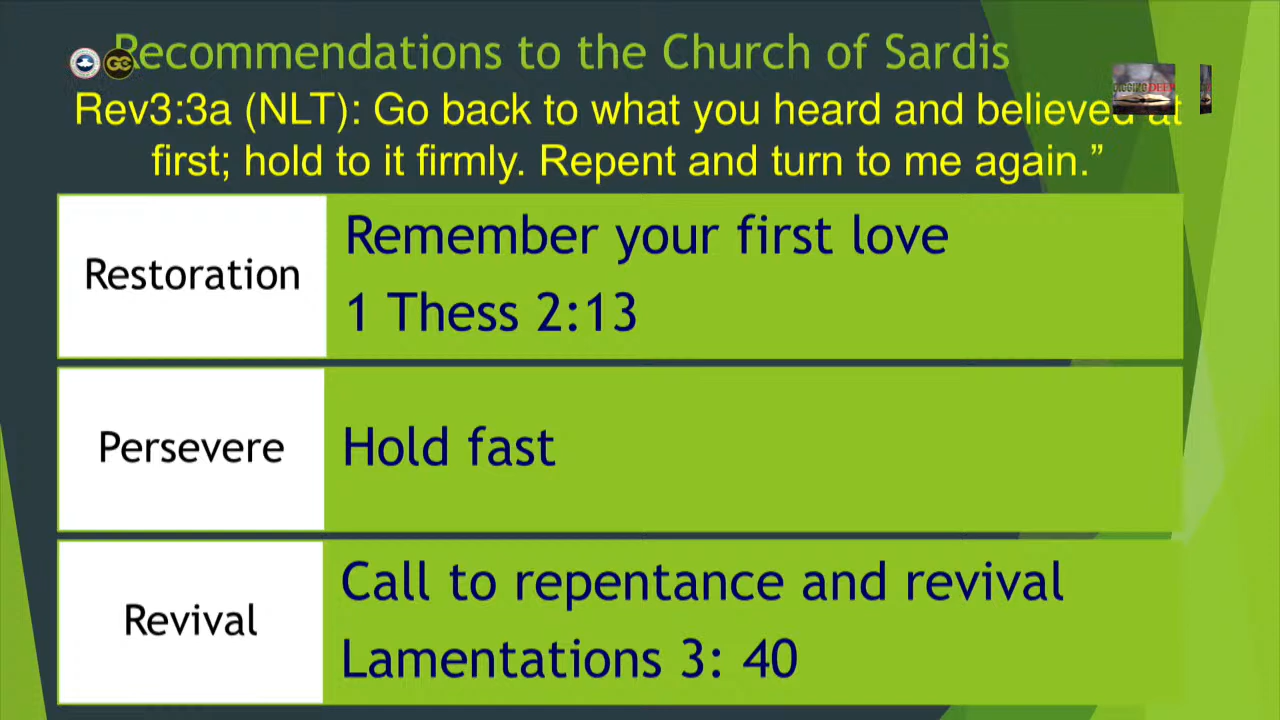 Recommendations to the Church of Sardis
Rev3:3a (NLT): Go back to what you heard and believed at
first; hold to it firmly. Repent and turn to me again.”
Restoration
Remember your first love
1 Thess 2:13
Persevere
Hold fast
Revival
Call to repentance and revival
Lamentations 3: 40
DIGGING DEEP